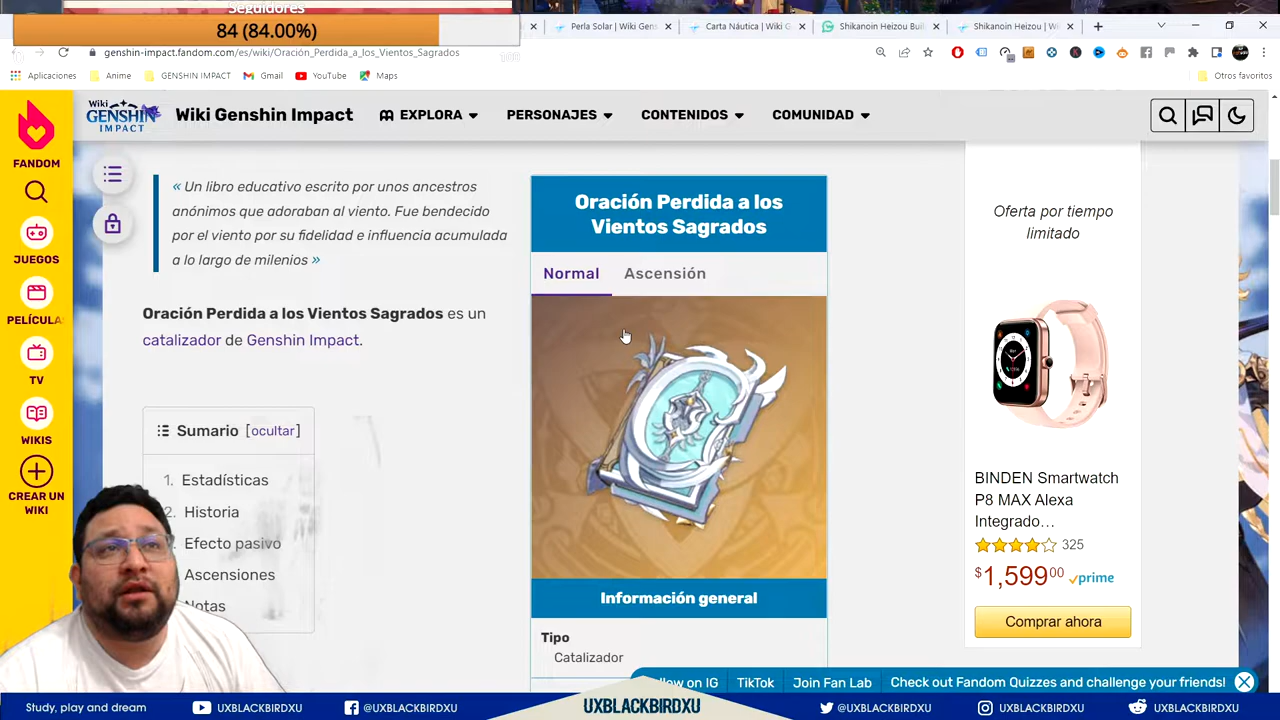 Seguidores
84 (84.00%)
Perla Solar | Wiki Gens
Carta Náutica | Wiki G
Shikanoin Heizou Buil
Shikanoin Heizou | Wi
genshin-impact.fandom.com/es/wiki/Oración_Perdida_a_los_Vientos_Sagrados
Aplicaciones
Anime
GENSHIN IMPACT
Gmail
YouTube
Maps
Otros favoritos
Wiki
GENSHIN
IMPACT
Wiki Genshin Impact
EXPLORA
PERSONAJES
CONTENIDOS
COMUNIDAD
FANDOM
JUEGOS
PELÍCULA
TV
WIKIS
CREAR UN
WIKI
« Un libro educativo escrito por unos ancestros
anónimos que adoraban al viento. Fue bendecido
por el viento por su fidelidad e influencia acumulada
a lo largo de milenios »
Oración Perdida a los Vientos Sagrados es un
catalizador de Genshin Impact.
Sumario [ocultar]
1. Estadísticas
2. Historia
Efecto pasivo
Ascensiones
Notas
Oración Perdida a los
Vientos Sagrados
Normal
Ascensión
Información general
Tipo
Catalizador
Oferta por tiempo
limitado
BINDEN Smartwatch
P8 MAX Alexa
Integrado…
325
$1,599.00
prime
Comprar ahora
on IG
TikTok
Join Fan Lab
Check out Fandom Quizzes and challenge your friends!
Study, play and dream
UXBLACKBIRDXU
@UXBLACKBIRDXU
UXBLACKBIRDXU
@UXBLACKBIRDXU
UXBLACKBIRDXU
@UXBLACKBIRDXU